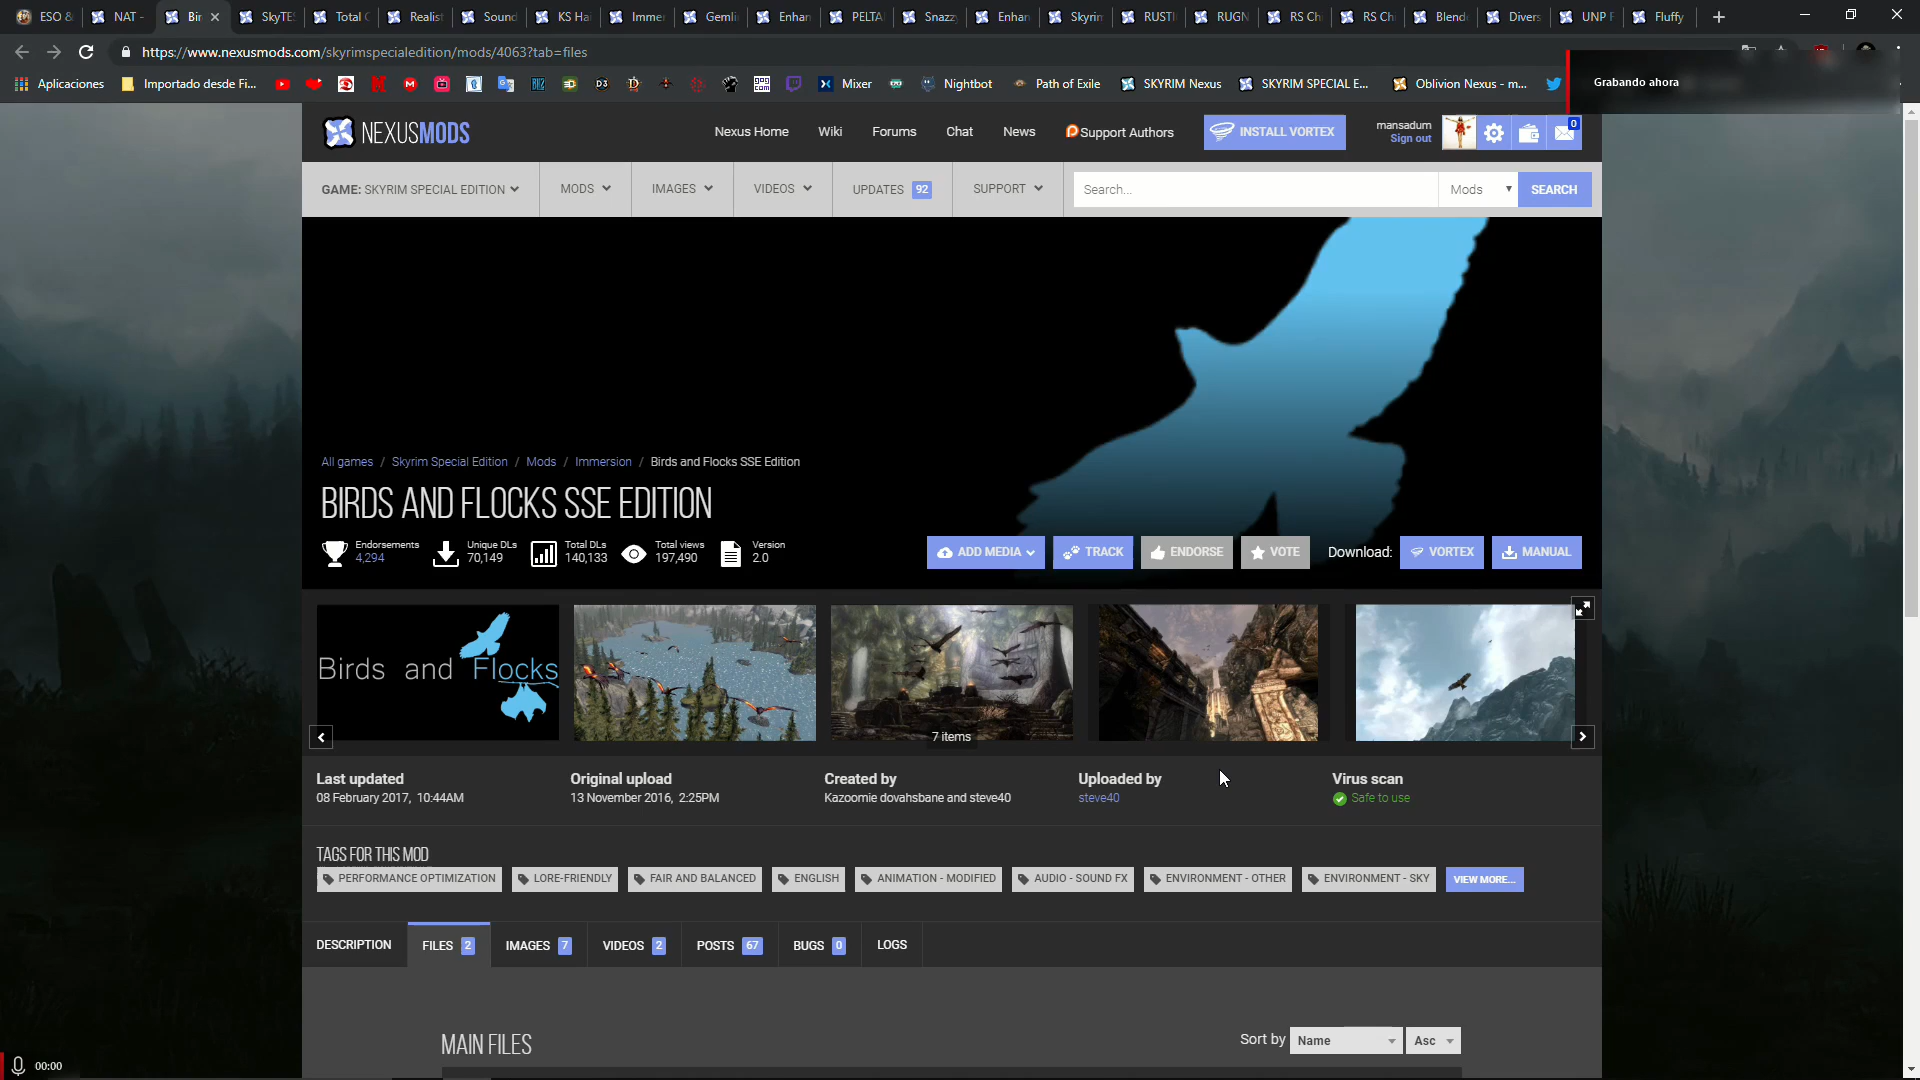 ESO &
NAT -
Bir
SkyTE
Total
Realist
Sound
KS Ha
Imme
Gemli
Enhan
PELTA
Snazz
Enhan
Skyrim
RUSTI
RUGN
RS Ch
RS Ch
Blend
Divers
UNP F
Fluffy
https://www.nexusmods.com/skyrimspecialedition/mods/4063?tab=files
Aplicaciones
Importado desde Fi...
Mixer
Nightbot
Path of Exile
SKYRIM Nexus
SKYRIM SPECIAL E...
Oblivion Nexus - m...
Grabando ahora
NEXUSMODS
Nexus Home
Wiki
Forums
Chat
News
Support Authors
INSTALL VORTEX
mansadum
Sign out
0
GAME: SKYRIM SPECIAL EDITION
MODS
IMAGES
VIDEOS
UPDATES 92
SUPPORT
Search...
Mods
SEARCH
All games / Skyrim Special Edition / Mods / Immersion / Birds and Flocks SSE Edition
BIRDS AND FLOCKS SSE EDITION
Endorsements
4,294
Unique DLs
70,149
Total DLs
140,133
Total views
197,490
Version
2.0
ADD MEDIA
TRACK
ENDORSE
VOTE
Download:
VORTEX
MANUAL
Birds and Flocks
7 items
Last updated
08 February 2017, 10:44AM
Original upload
13 November 2016, 2:25PM
Created by
Kazoomie dovahsbane and steve40
Uploaded by
steve40
Virus scan
Safe to use
TAGS FOR THIS MOD
PERFORMANCE OPTIMIZATION
LORE-FRIENDLY
FAIR AND BALANCED
ENGLISH
ANIMATION - MODIFIED
AUDIO - SOUND FX
ENVIRONMENT - OTHER
ENVIRONMENT - SKY
VIEW MORE...
DESCRIPTION
FILES 2
IMAGES 7
VIDEOS 2
POSTS 67
BUGS 0
LOGS
MAIN FILES
Sort by
Name
Asc
00:00